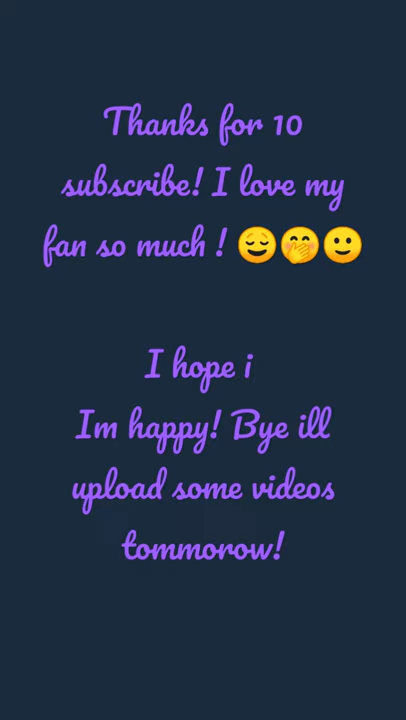 Thanks for 10
subscribe! I love my
fan so much ! 😌🤭🙂
I hope i
Im happy! Bye ill
upload some videos
tommorow!